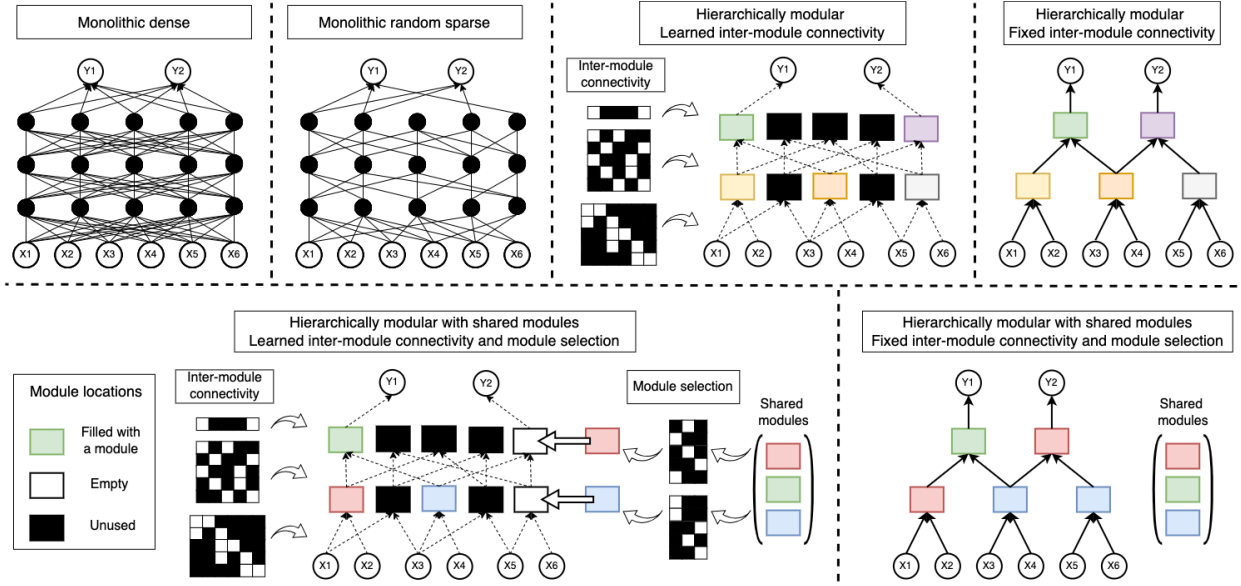 Monolithic dense
Y1 Y2
X1 X2 X3 X4 X5 X6
Monolithic random sparse
Y1 Y2
X1 X2 X3 X4 X5 X6
Hierarchically modular
Learned inter-module connectivity
Inter-module
connectivity
Y1 Y2
X1 X2 X3 X4 X5 X6
Hierarchically modular
Fixed inter-module connectivity
Y1 Y2
X1 X2 X3 X4 X5 X6
Hierarchically modular with shared modules
Learned inter-module connectivity and module selection
Module locations
Filled with
a module
Empty
Unused
Inter-module
connectivity
Y1 Y2
Module selection
Shared
modules
X1 X2 X3 X4 X5 X6
Hierarchically modular with shared modules
Fixed inter-module connectivity and module selection
Y1 Y2
Shared
modules
X1 X2 X3 X4 X5 X6